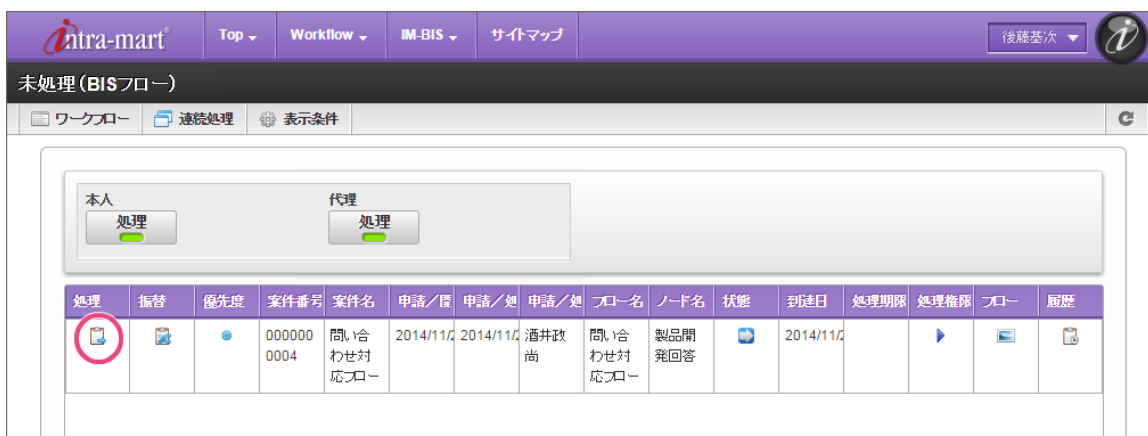 intra-mart Top Workflow IM-BIS サイトマップ 後藤基次
未処理(BISフロー)
ワークフロー 連続処理 表示条件
本人 代理
処理 処理
処理 振替 優先度 案件番号 案件名 申請/ 申請/処 申請/処 フロー名 ノード名 状態 到達日 処理期限 処理権限 フロー 履歴
000000 問い合 2014/11/2 2014/11/2 酒井政 問い合 製品開 2014/11/2
0004 わせ対 尚 わせ対 発回答
応フロー 応フロー